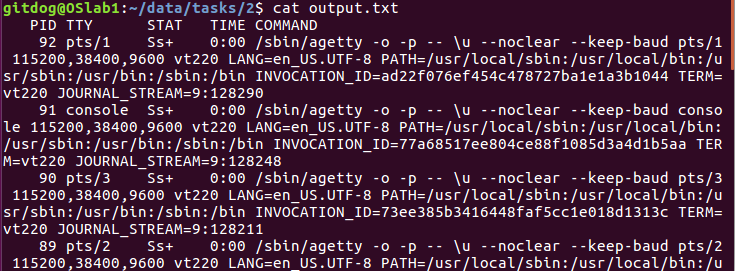 gitdog@OSlab1:~/data/tasks/2$ cat output.txt
PID TTY STAT TIME COMMAND
92 pts/1 Ss+ 0:00 /sbin/agetty -o -p -- \u --noclear --keep-baud pts/1
115200,38400,9600 vt220 LANG=en_US.UTF-8 PATH=/usr/local/sbin:/usr/local/bin:/u
sr/sbin:/usr/bin:/sbin:/bin INVOCATION_ID=ad22f076ef454c478727ba1e1a3b1044 TERM=
vt220 JOURNAL_STREAM=9:128290
91 console Ss+ 0:00 /sbin/agetty -o -p -- \u --noclear --keep-baud conso
le 115200,38400,9600 vt220 LANG=en_US.UTF-8 PATH=/usr/local/sbin:/usr/local/bin:
/usr/sbin:/usr/bin:/sbin:/bin INVOCATION_ID=77a68517ee804ce88f1085d3a4d1b5aa TER
M=vt220 JOURNAL_STREAM=9:128248
90 pts/3 Ss+ 0:00 /sbin/agetty -o -p -- \u --noclear --keep-baud pts/3
115200,38400,9600 vt220 LANG=en_US.UTF-8 PATH=/usr/local/sbin:/usr/local/bin:/u
sr/sbin:/usr/bin:/sbin:/bin INVOCATION_ID=73ee385b3416448faf5cc1e018d1313c TERM=
vt220 JOURNAL_STREAM=9:128211
89 pts/2 Ss+ 0:00 /sbin/agetty -o -p -- \u --noclear --keep-baud pts/2
115200,38400,9600 vt220 LANG=en_US.UTF-8 PATH=/usr/local/sbin:/usr/local/bin:/u